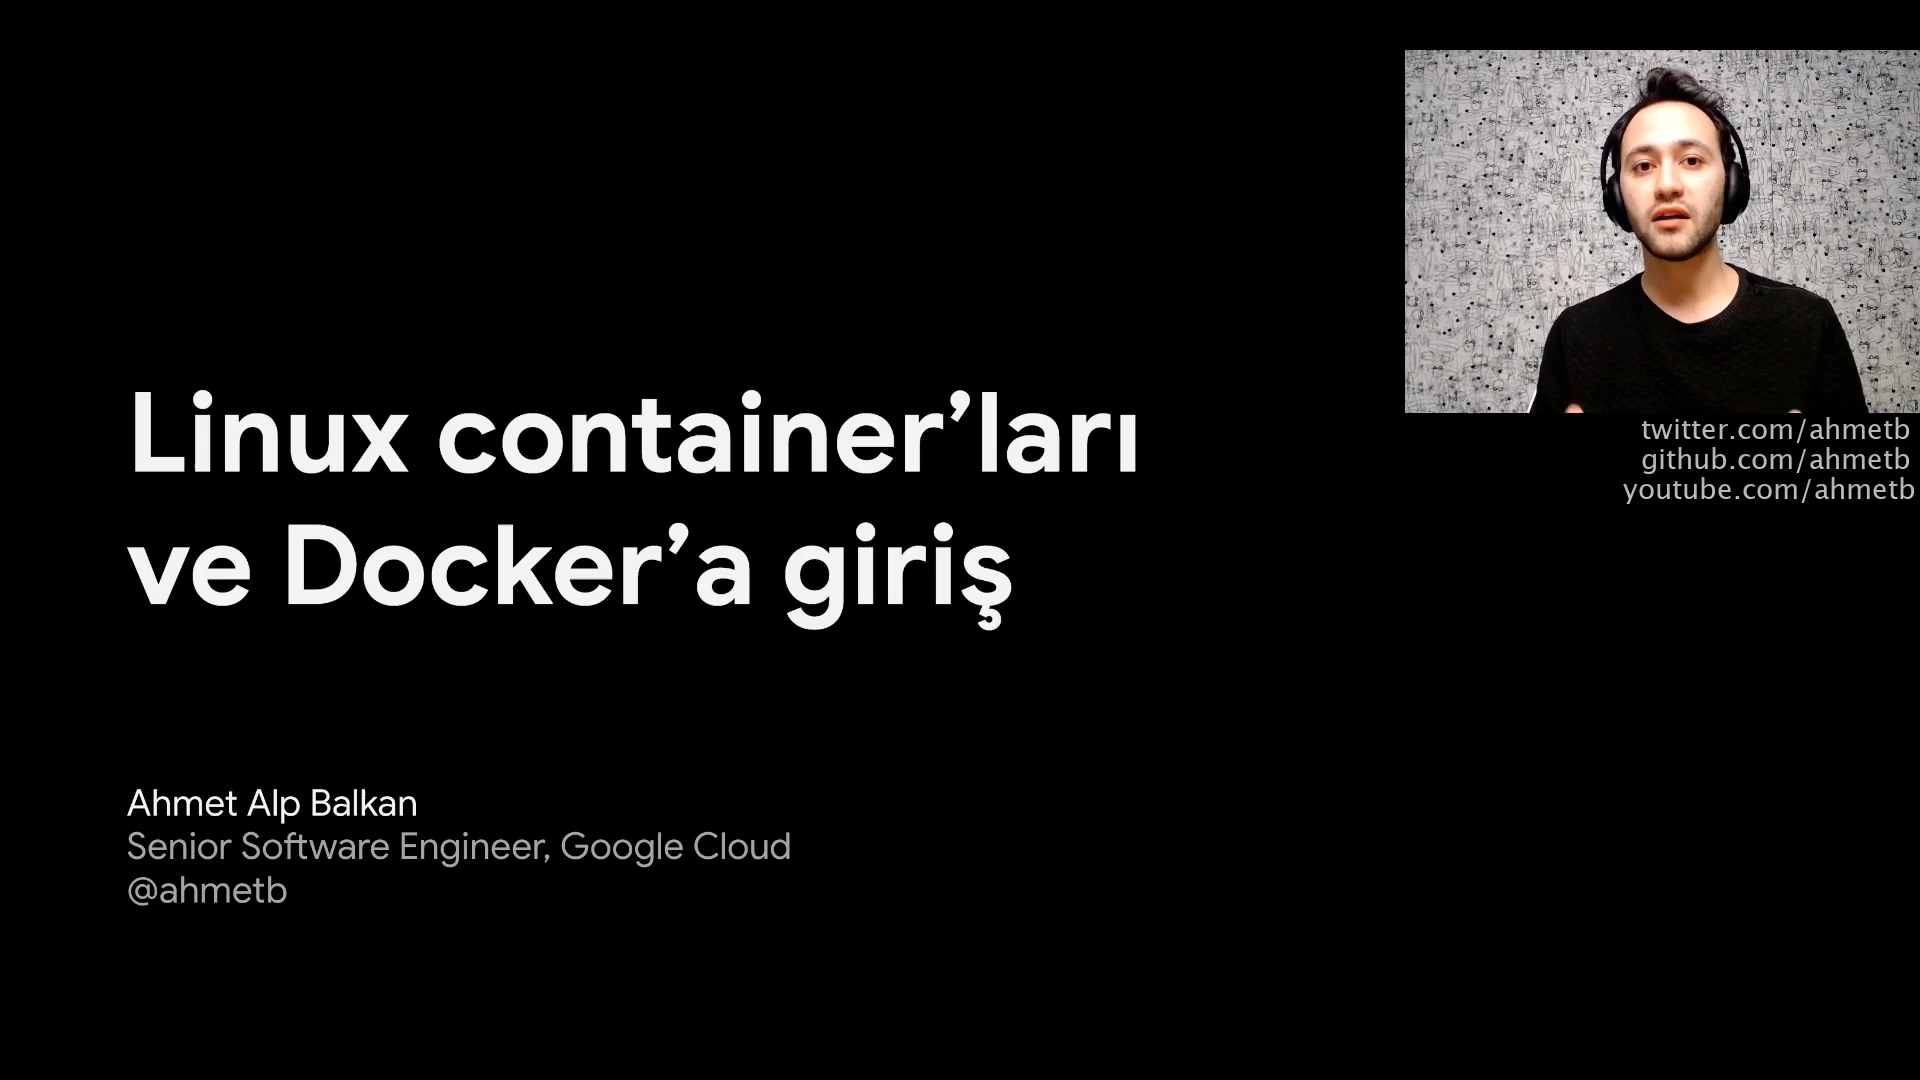 Linux container’ları
ve Docker’a giriş
Ahmet Alp Balkan
Senior Software Engineer, Google Cloud
@ahmetb
twitter.com/ahmetb
github.com/ahmetb
youtube.com/ahmetb